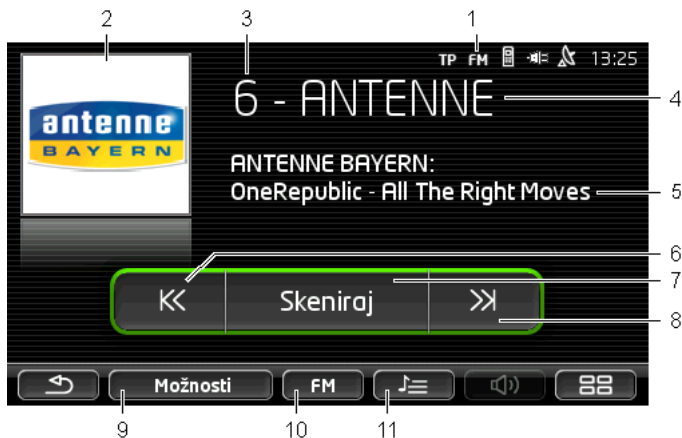 2 3 1
TP FM 13:25
6 - ANTENNE
4
antenne
BAYERN
ANTENNE BAYERN:
OneRepublic - All The Right Moves
5
6
7
Skeniraj
8
Možnosti FM
9 10 11